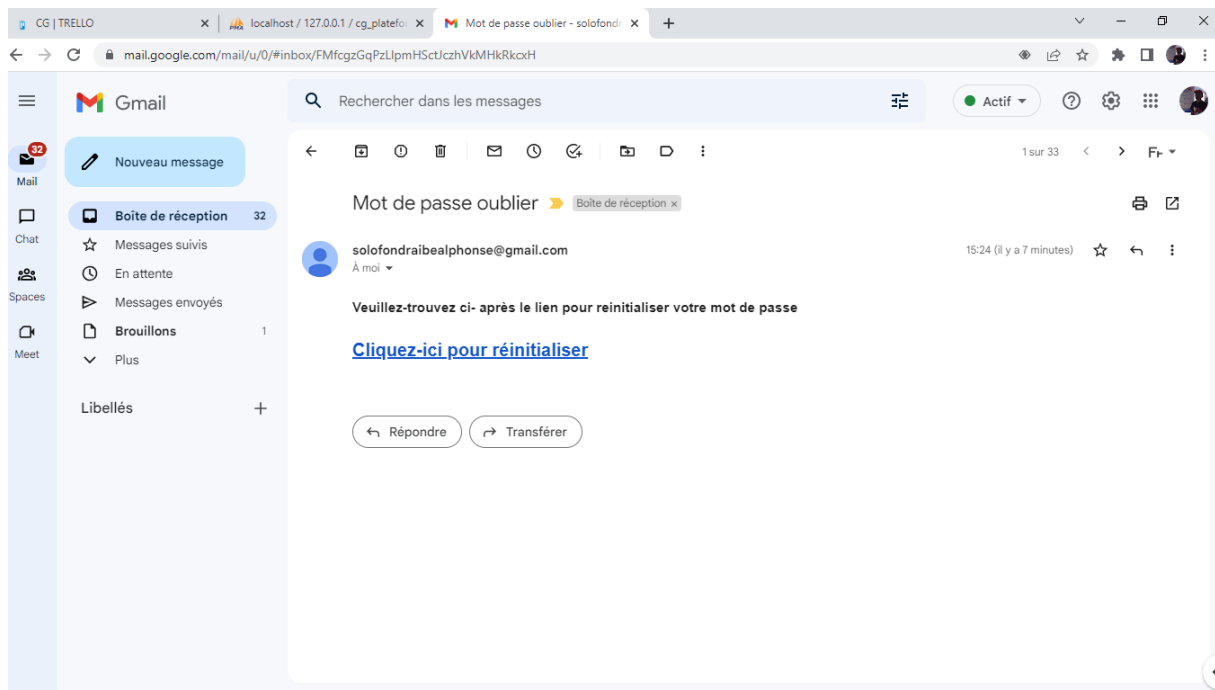 CG | TRELLO
localhost / 127.0.0.1 / cg_platefor
Mot de passe oublier - solofondr
mail.google.com/mail/u/0/#inbox/FMfcgzGqPzLlpmHSctJczhVkMHkRkcxH
Gmail
Rechercher dans les messages
Actif
32
Mail
Chat
Spaces
Meet
Nouveau message
Boîte de réception 32
Messages suivis
En attente
Messages envoyés
Brouillons 1
Plus
Libellés
1 sur 33
Fr
Mot de passe oublier
Boîte de réception x
solofondraibealphonse@gmail.com
15:24 (il y a 7 minutes)
À moi
Veuillez-trouvez ci- après le lien pour reinitialiser votre mot de passe
Cliquez-ici pour réinitialiser
Répondre
Transférer